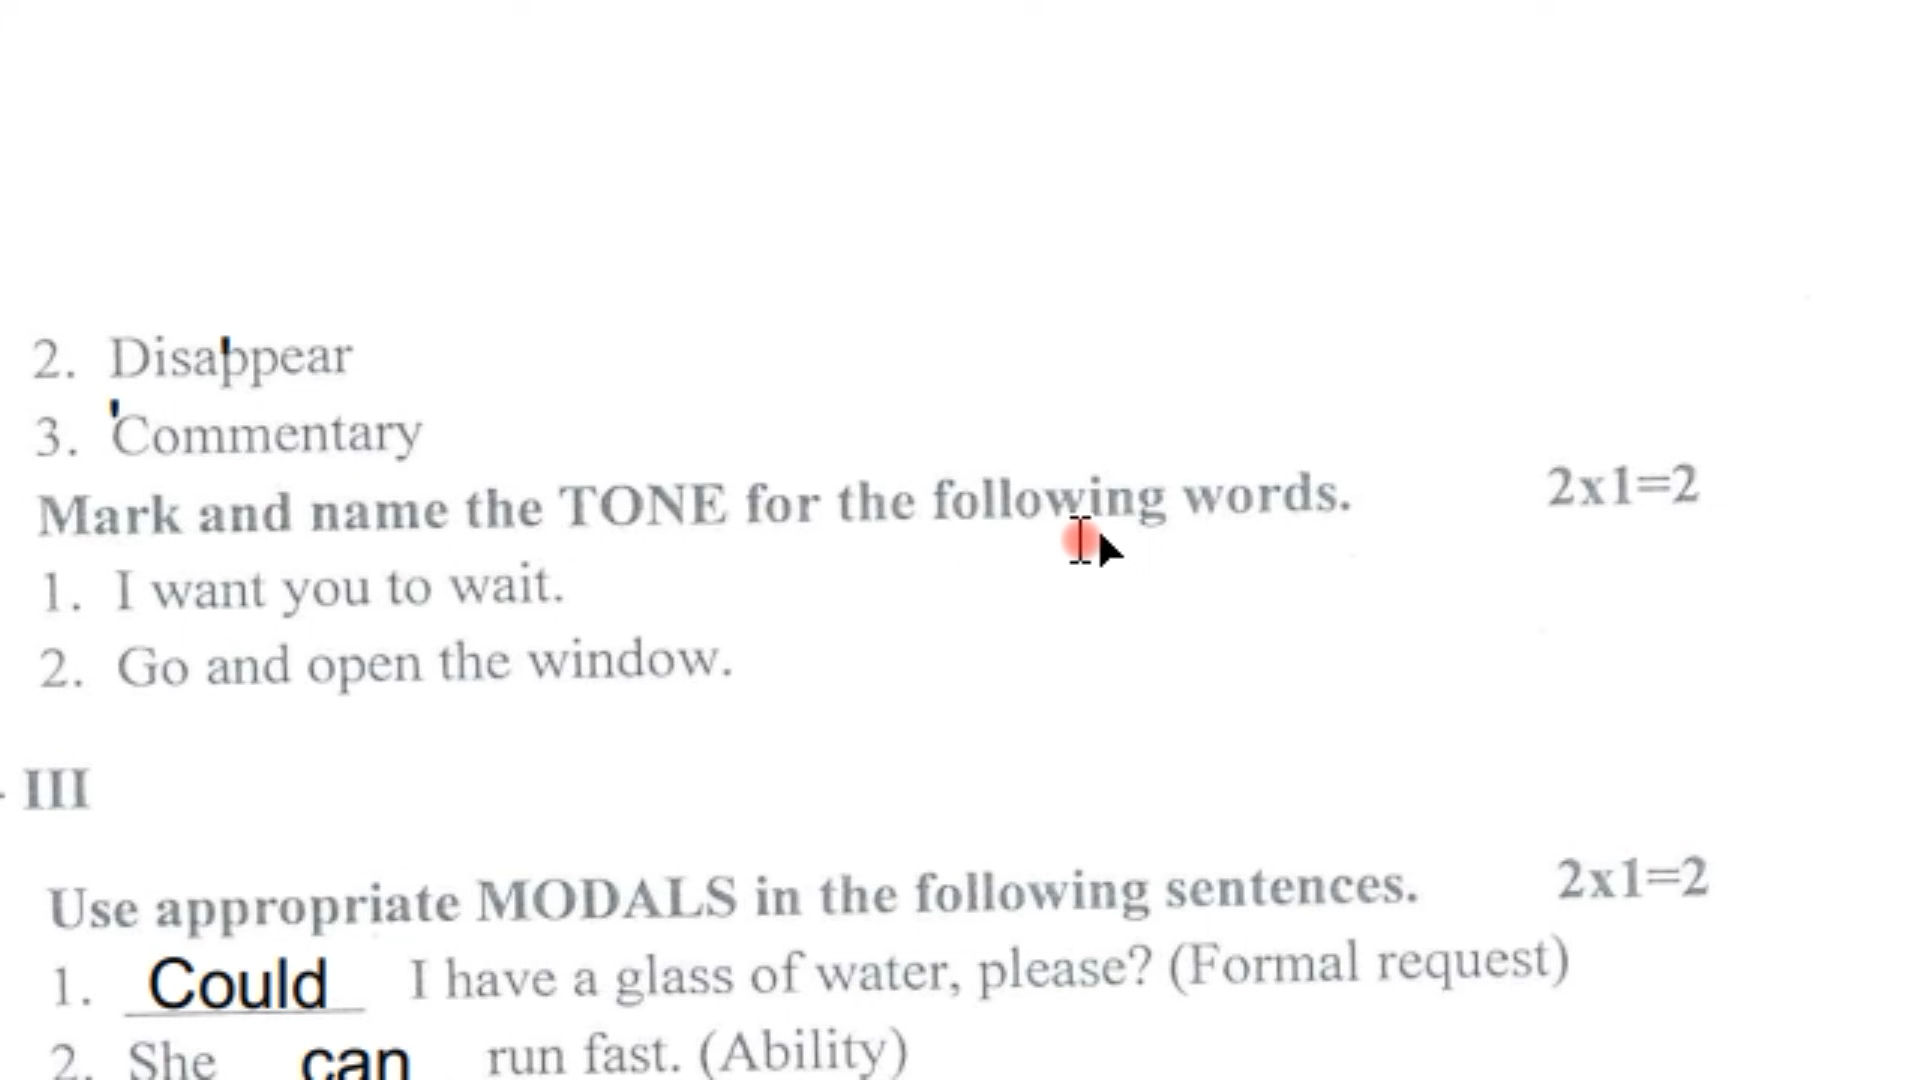 2. Disa'ppear
3. 'Commentary
Mark and name the TONE for the following words. 2x1=2
1. I want you to wait.
2. Go and open the window.
- III
Use appropriate MODALS in the following sentences. 2x1=2
1. Could I have a glass of water, please? (Formal request)
2. She can run fast. (Ability)